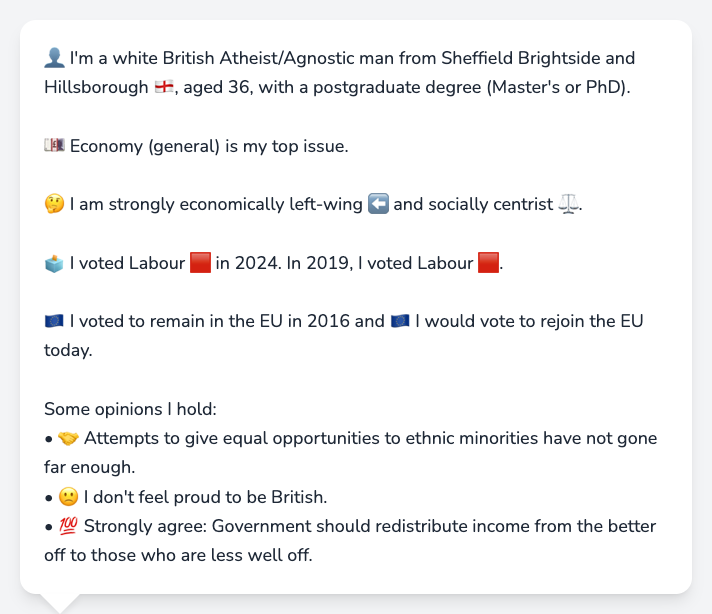 👤 I'm a white British Atheist/Agnostic man from Sheffield Brightside and
Hillsborough 🏴󠁧󠁢󠁥󠁮󠁧󠁿, aged 36, with a postgraduate degree (Master's or PhD).
💷 Economy (general) is my top issue.
🤔 I am strongly economically left-wing ⬅️ and socially centrist ⚖️.
🗳️ I voted Labour 🟥 in 2024. In 2019, I voted Labour 🟥.
🇪🇺 I voted to remain in the EU in 2016 and 🇪🇺 I would vote to rejoin the EU
today.
Some opinions I hold:
• 🤝 Attempts to give equal opportunities to ethnic minorities have not gone
far enough.
• 🙁 I don't feel proud to be British.
• 💯 Strongly agree: Government should redistribute income from the better
off to those who are less well off.